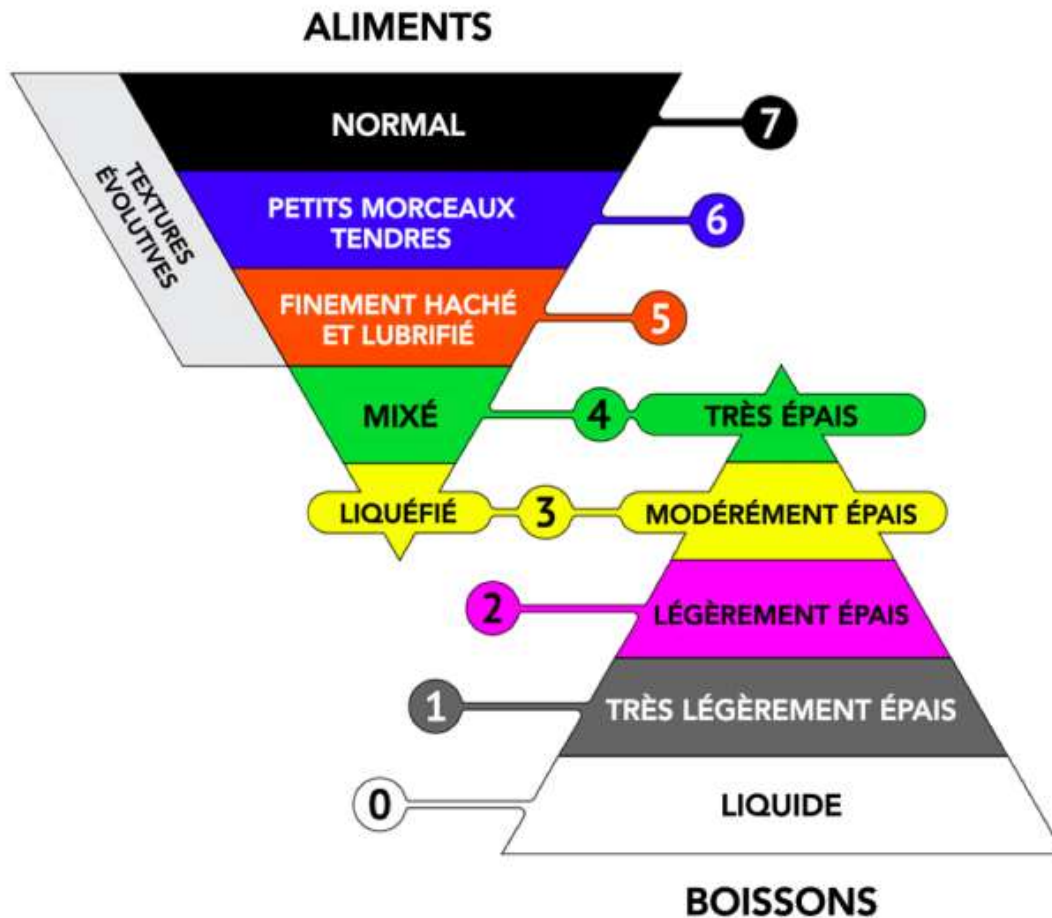 ALIMENTS
NORMAL
7
TEXTURES
ÉVOLUTIVES
PETITS MORCEAUX
TENDRES
6
FINEMENT HACHÉ
ET LUBRIFIÉ
5
MIXÉ
4
TRÈS ÉPAIS
LIQUÉFIÉ
3
MODÉRÉMENT ÉPAIS
2
LÉGÈREMENT ÉPAIS
1
TRÈS LÉGÈREMENT ÉPAIS
0
LIQUIDE
BOISSONS